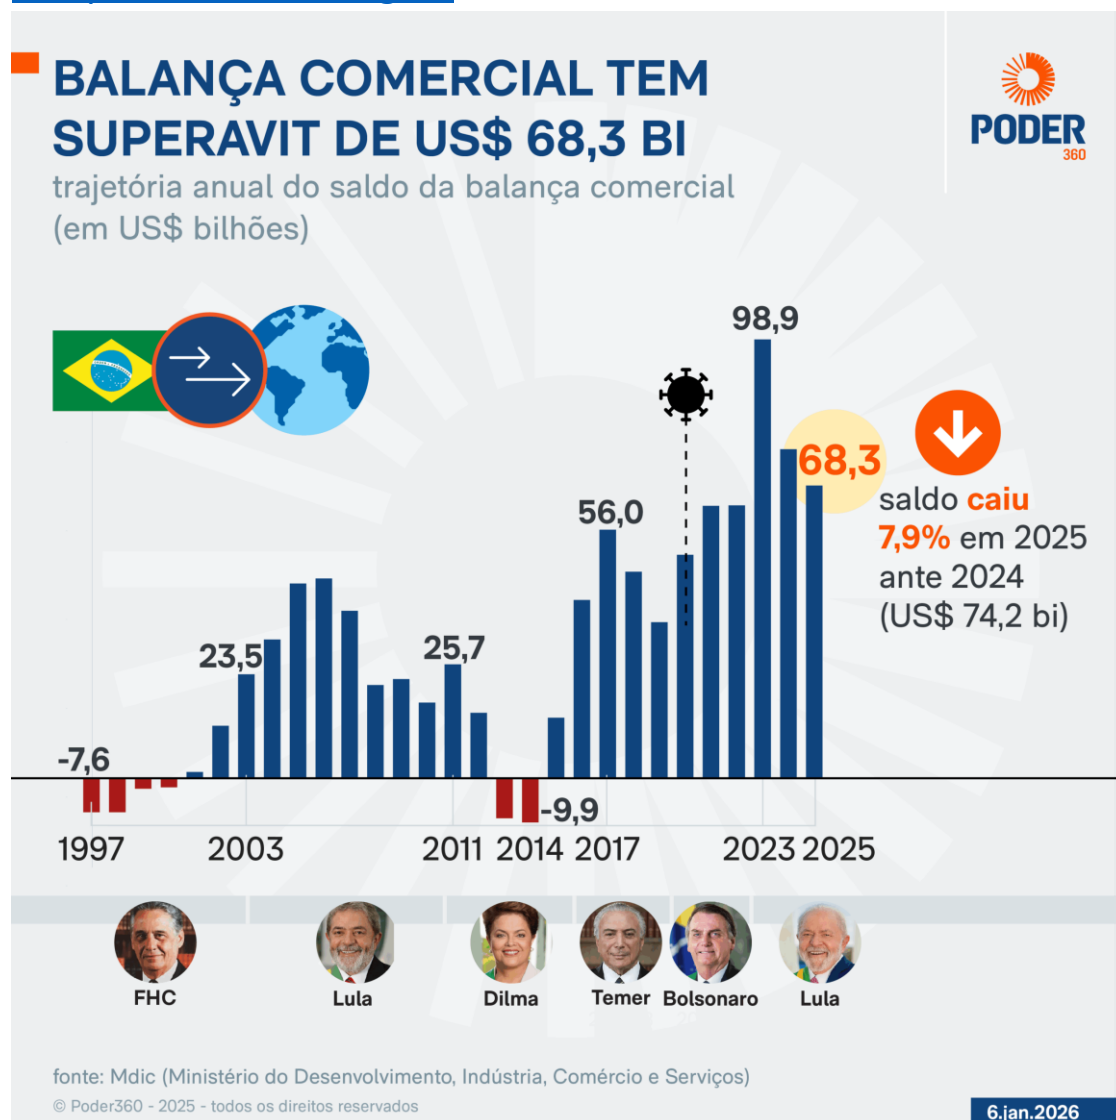 BALANÇA COMERCIAL TEM
SUPERAVIT DE US$ 68,3 BI
trajetória anual do saldo da balança comercial
(em US$ bilhões)
PODER
360
98,9
68,3
saldo caiu
7,9% em 2025
ante 2024
(US$ 74,2 bi)
56,0
23,5
25,7
-7,6
-9,9
1997
2003
2011
2014
2017
2023
2025
FHC
Lula
Dilma
Temer
Bolsonaro
Lula
fonte: Mdic (Ministério do Desenvolvimento, Indústria, Comércio e Serviços)
© Poder360 - 2025 - todos os direitos reservados
6.jan.2026